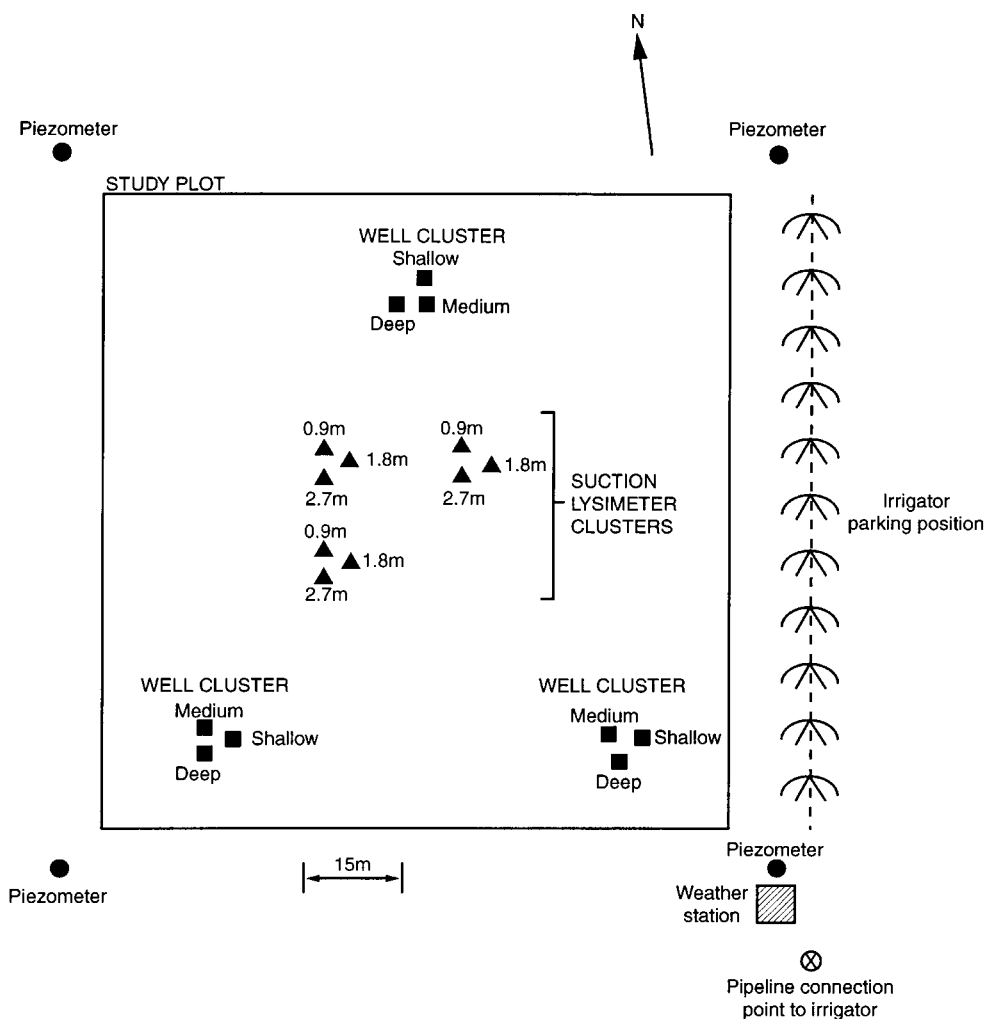 N
Piezometer
Piezometer
STUDY PLOT
WELL CLUSTER
Shallow
Medium
Deep
0.9m
1.8m
2.7m
0.9m
1.8m
2.7m
SUCTION
LYSIMETER
CLUSTERS
Irrigator
parking position
0.9m
1.8m
2.7m
WELL CLUSTER
Medium
Shallow
Deep
WELL CLUSTER
Medium
Shallow
Deep
Piezometer
15m
Piezometer
Weather
station
Pipeline connection
point to irrigator